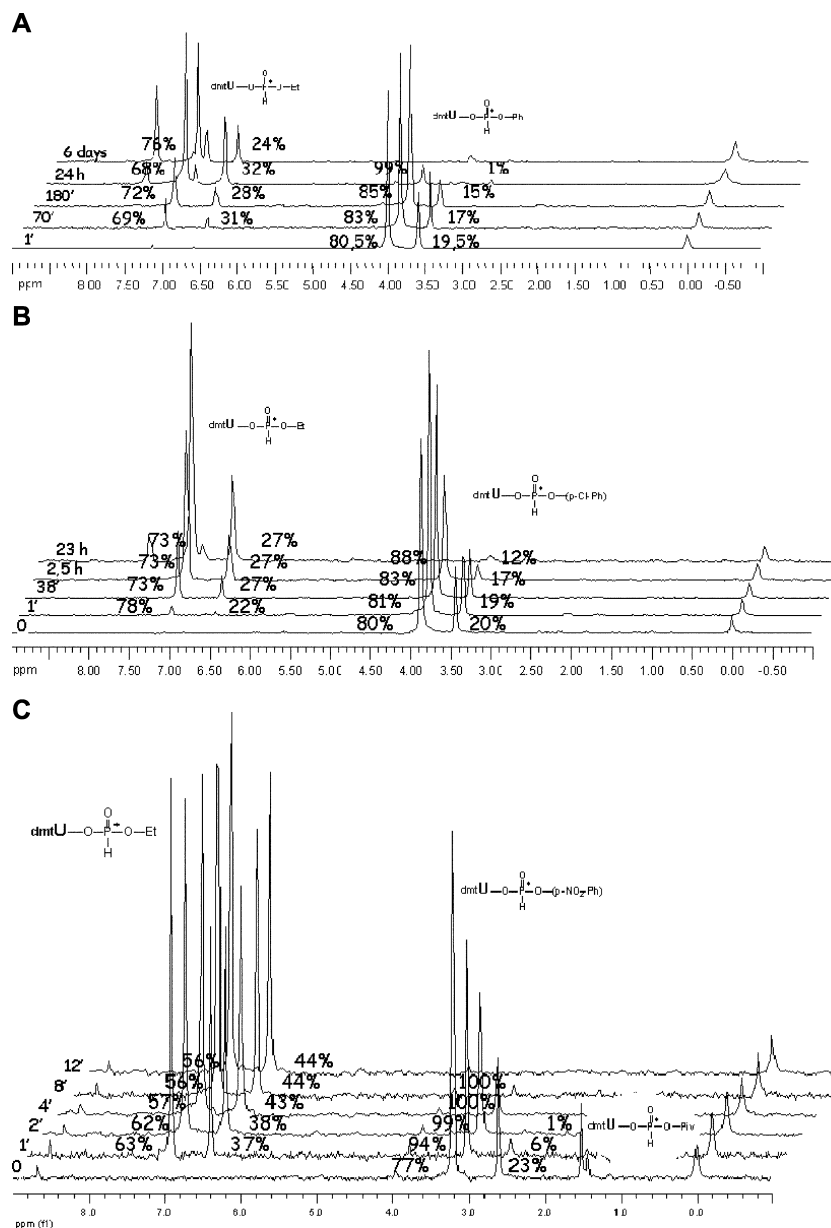 A
O
dmtU—U—P—J—Et
H
O
dmtU—O—P—O—Ph
H
6 days 76% 24%
24 h 68% 32% 99% 1%
180' 72% 28% 85% 15%
70' 69% 31% 83% 17%
1' 80,5% 19,5%
ppm 8.00 7.50 7.00 6.50 6.00 5.50 5.00 4.50 4.00 3.50 3.00 2.50 2.00 1.50 1.00 0.50 0.00 -0.50
B
O
dmtU—O—P—O—Et
H
O
dmtU—O—P—O—(p-Cl-Ph)
H
23 h 73% 27% 88% 12%
2,5 h 73% 27% 83% 17%
38' 73% 27% 81% 19%
1' 78% 22%
0 80% 20%
ppm 8.00 7.50 7.00 6.50 6.00 5.50 5.00 4.50 4.00 3.50 3.00 2.50 2.00 1.50 1.00 0.50 0.00 -0.50
C
O
dmtU—O—P—O—Et
H
O
dmtU—O—P—O—(p-NO2-Ph)
H
12' 56% 44%
8' 56% 44% 100%
4' 57% 43% 100%
2' 62% 38% 99% 1%
O
dmtU—O—P—O—Piv
H
1' 63% 37% 94% 6%
0 77% 23%
8.0 7.0 6.0 5.0 4.0 3.0 2.0 1.0 0.0
ppm (f1)